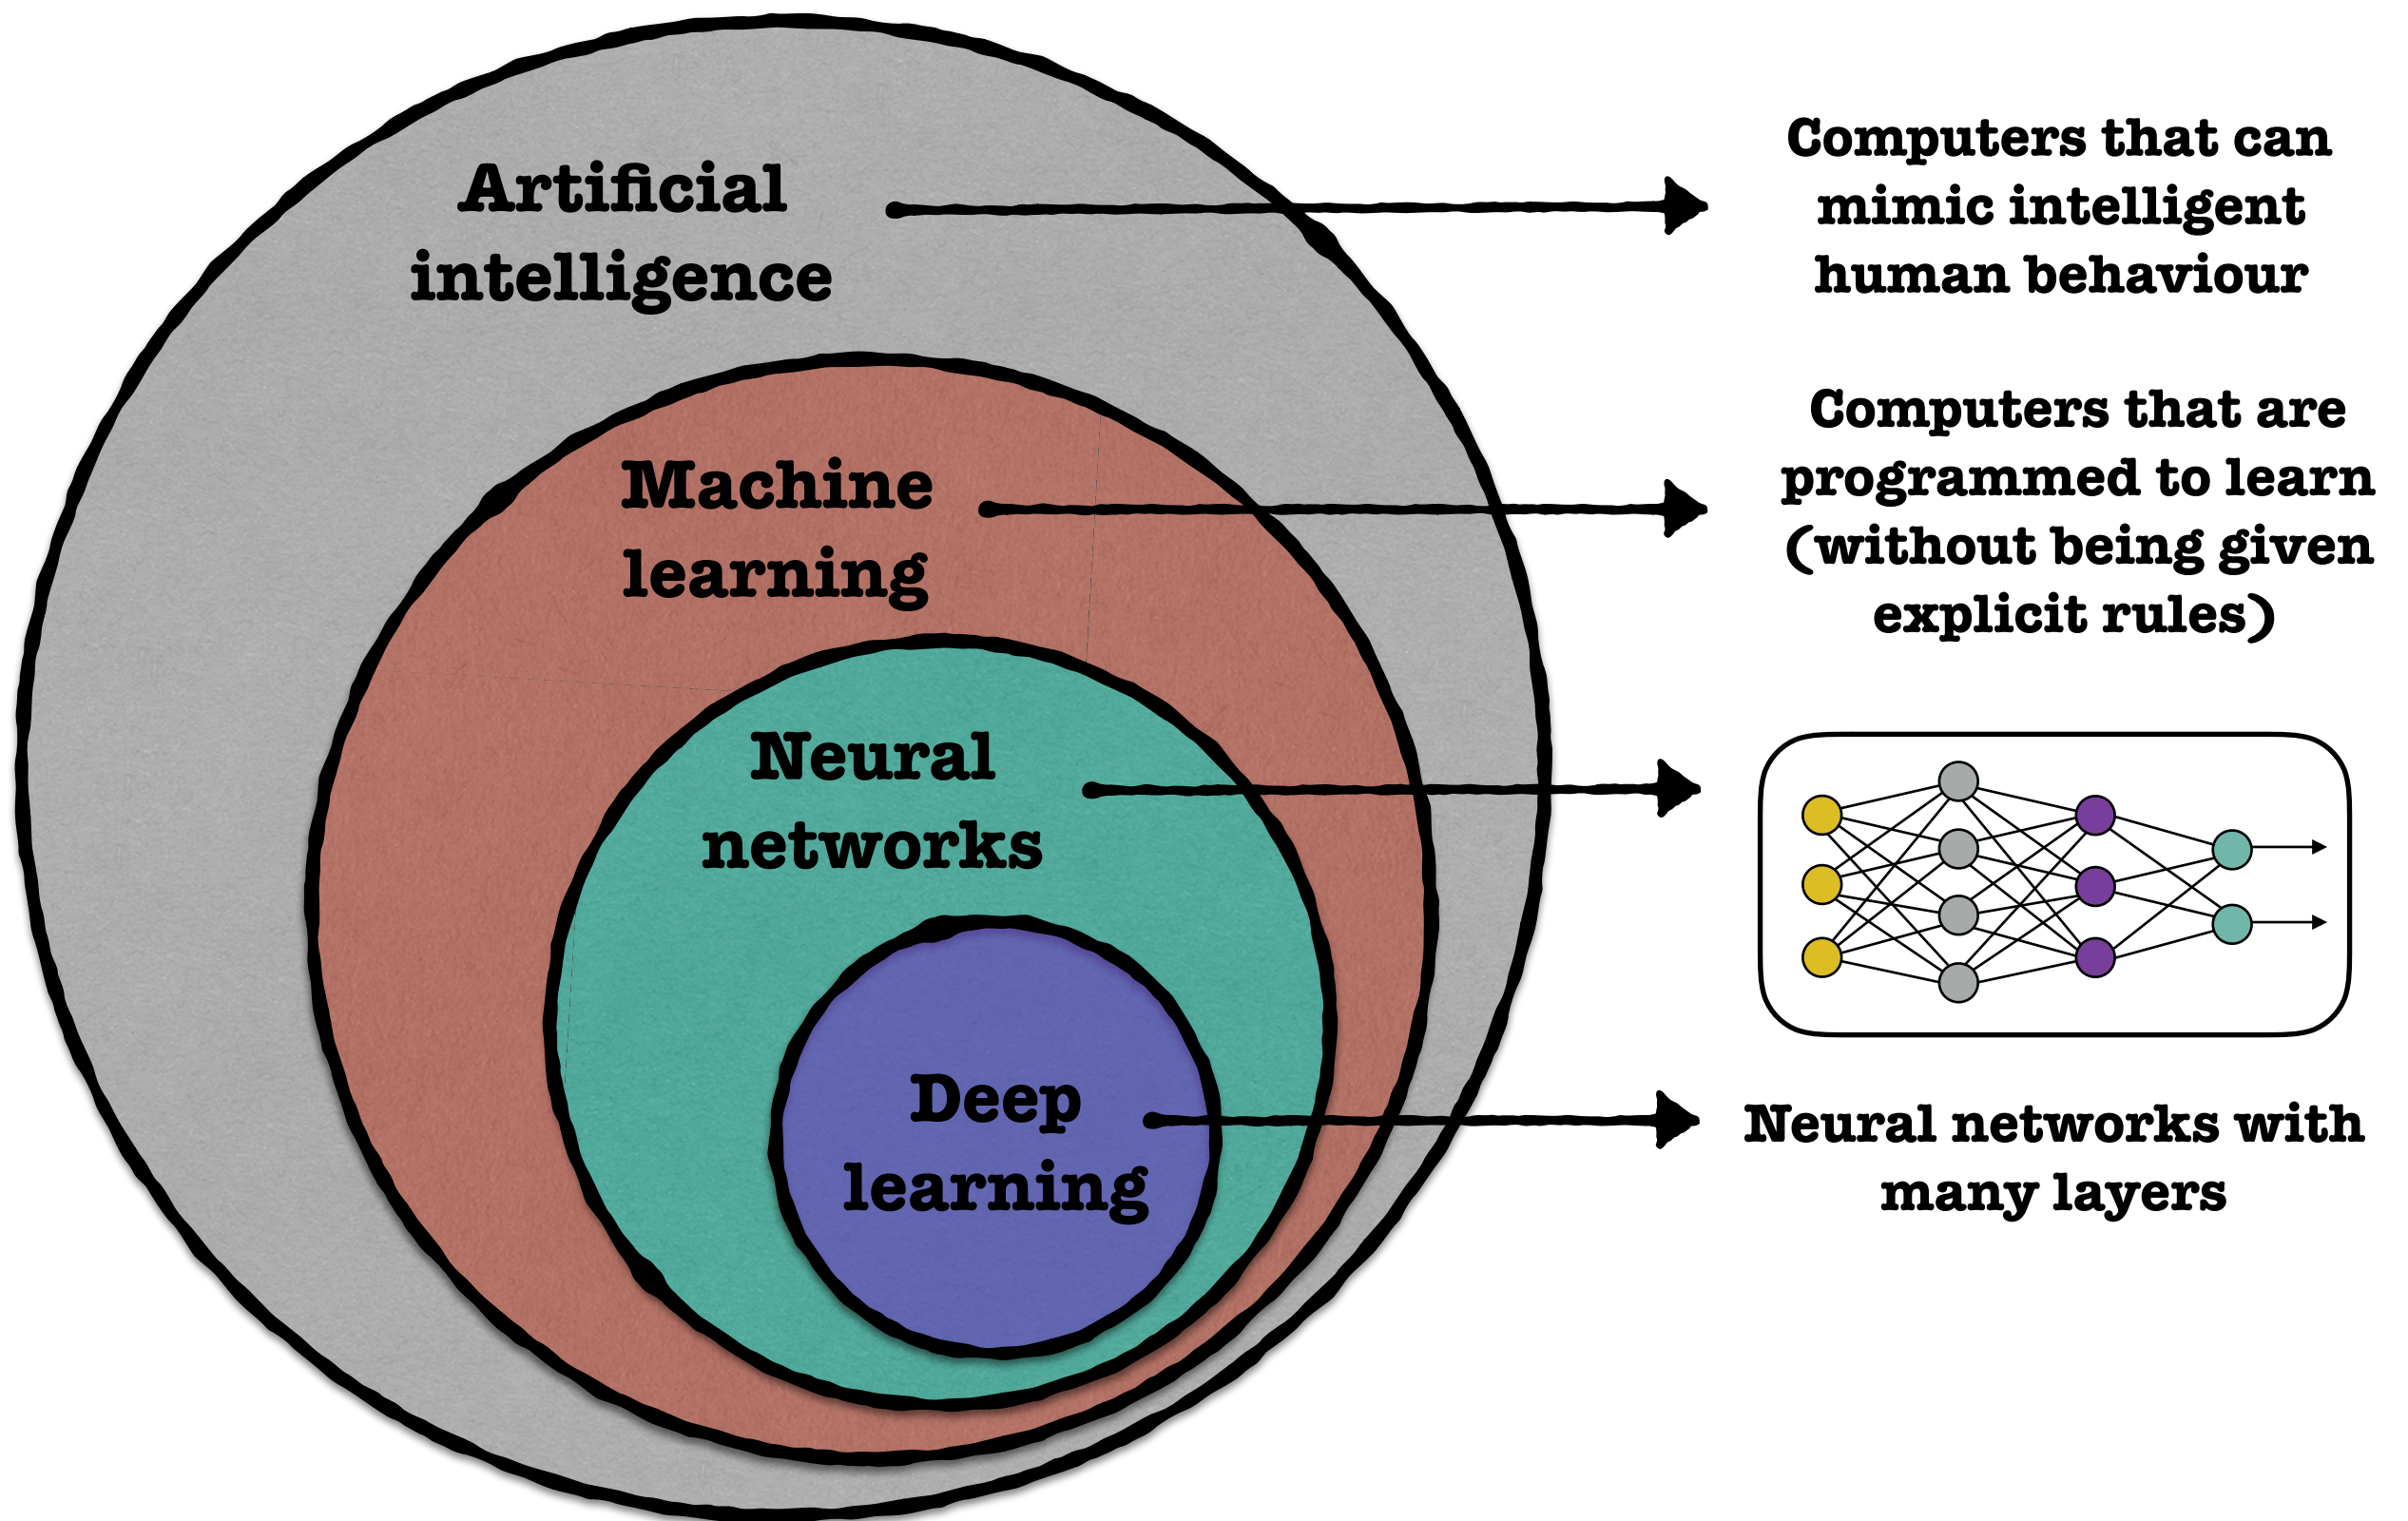 Artificial
intelligence
Computers that can
mimic intelligent
human behaviour
Machine
learning
Computers that are
programmed to learn
(without being given
explicit rules)
Neural
networks
Deep
learning
Neural networks with
many layers